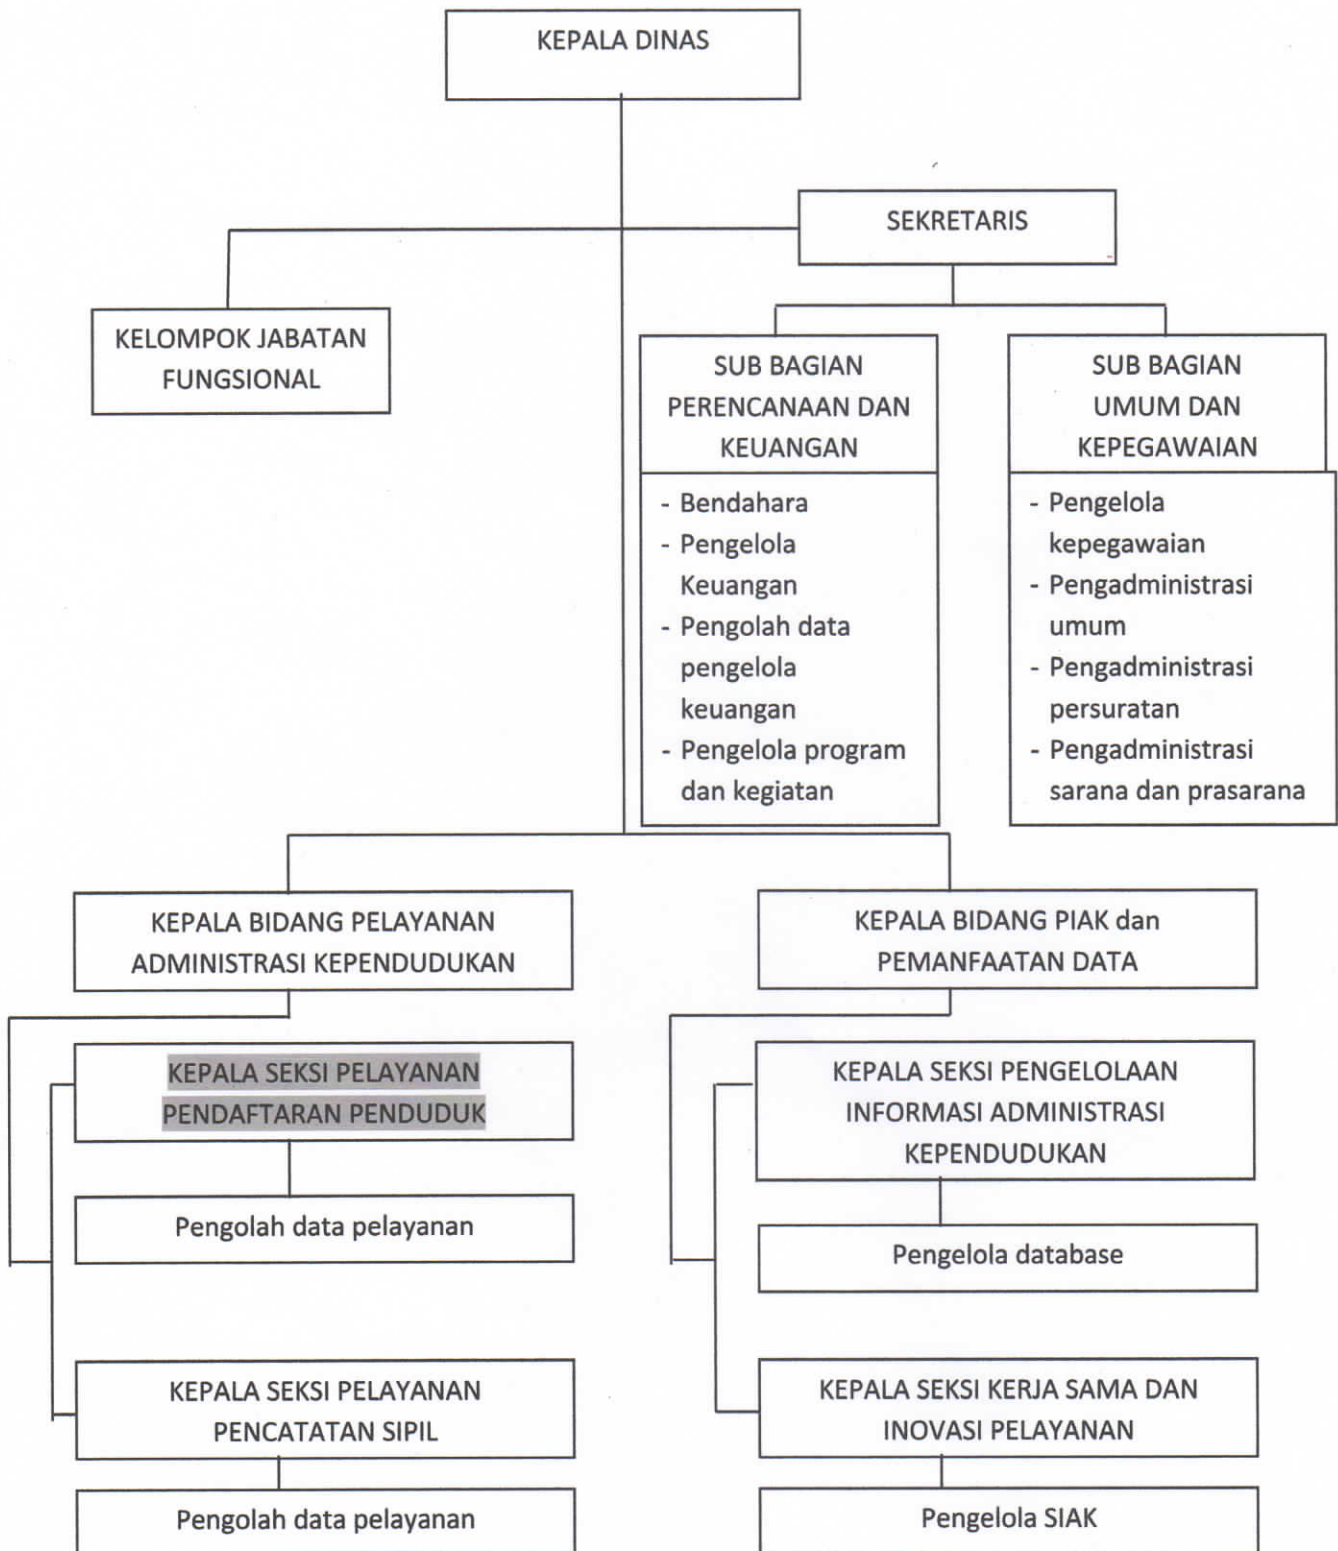 KEPALA DINAS
SEKRETARIS
KELOMPOK JABATAN
FUNGSIONAL
SUB BAGIAN
PERENCANAAN DAN
KEUANGAN
- Bendahara
- Pengelola
Keuangan
- Pengolah data
pengelola
keuangan
- Pengelola program
dan kegiatan
SUB BAGIAN
UMUM DAN
KEPEGAWAIAN
- Pengelola
kepegawaian
- Pengadministrasi
umum
- Pengadministrasi
persuratan
- Pengadministrasi
sarana dan prasarana
KEPALA BIDANG PELAYANAN
ADMINISTRASI KEPENDUDUKAN
KEPALA SEKSI PELAYANAN
PENDAFTARAN PENDUDUK
Pengolah data pelayanan
KEPALA SEKSI PELAYANAN
PENCATATAN SIPIL
Pengolah data pelayanan
KEPALA BIDANG PIAK dan
PEMANFAATAN DATA
KEPALA SEKSI PENGELOLAAN
INFORMASI ADMINISTRASI
KEPENDUDUKAN
Pengelola database
KEPALA SEKSI KERJA SAMA DAN
INOVASI PELAYANAN
Pengelola SIAK